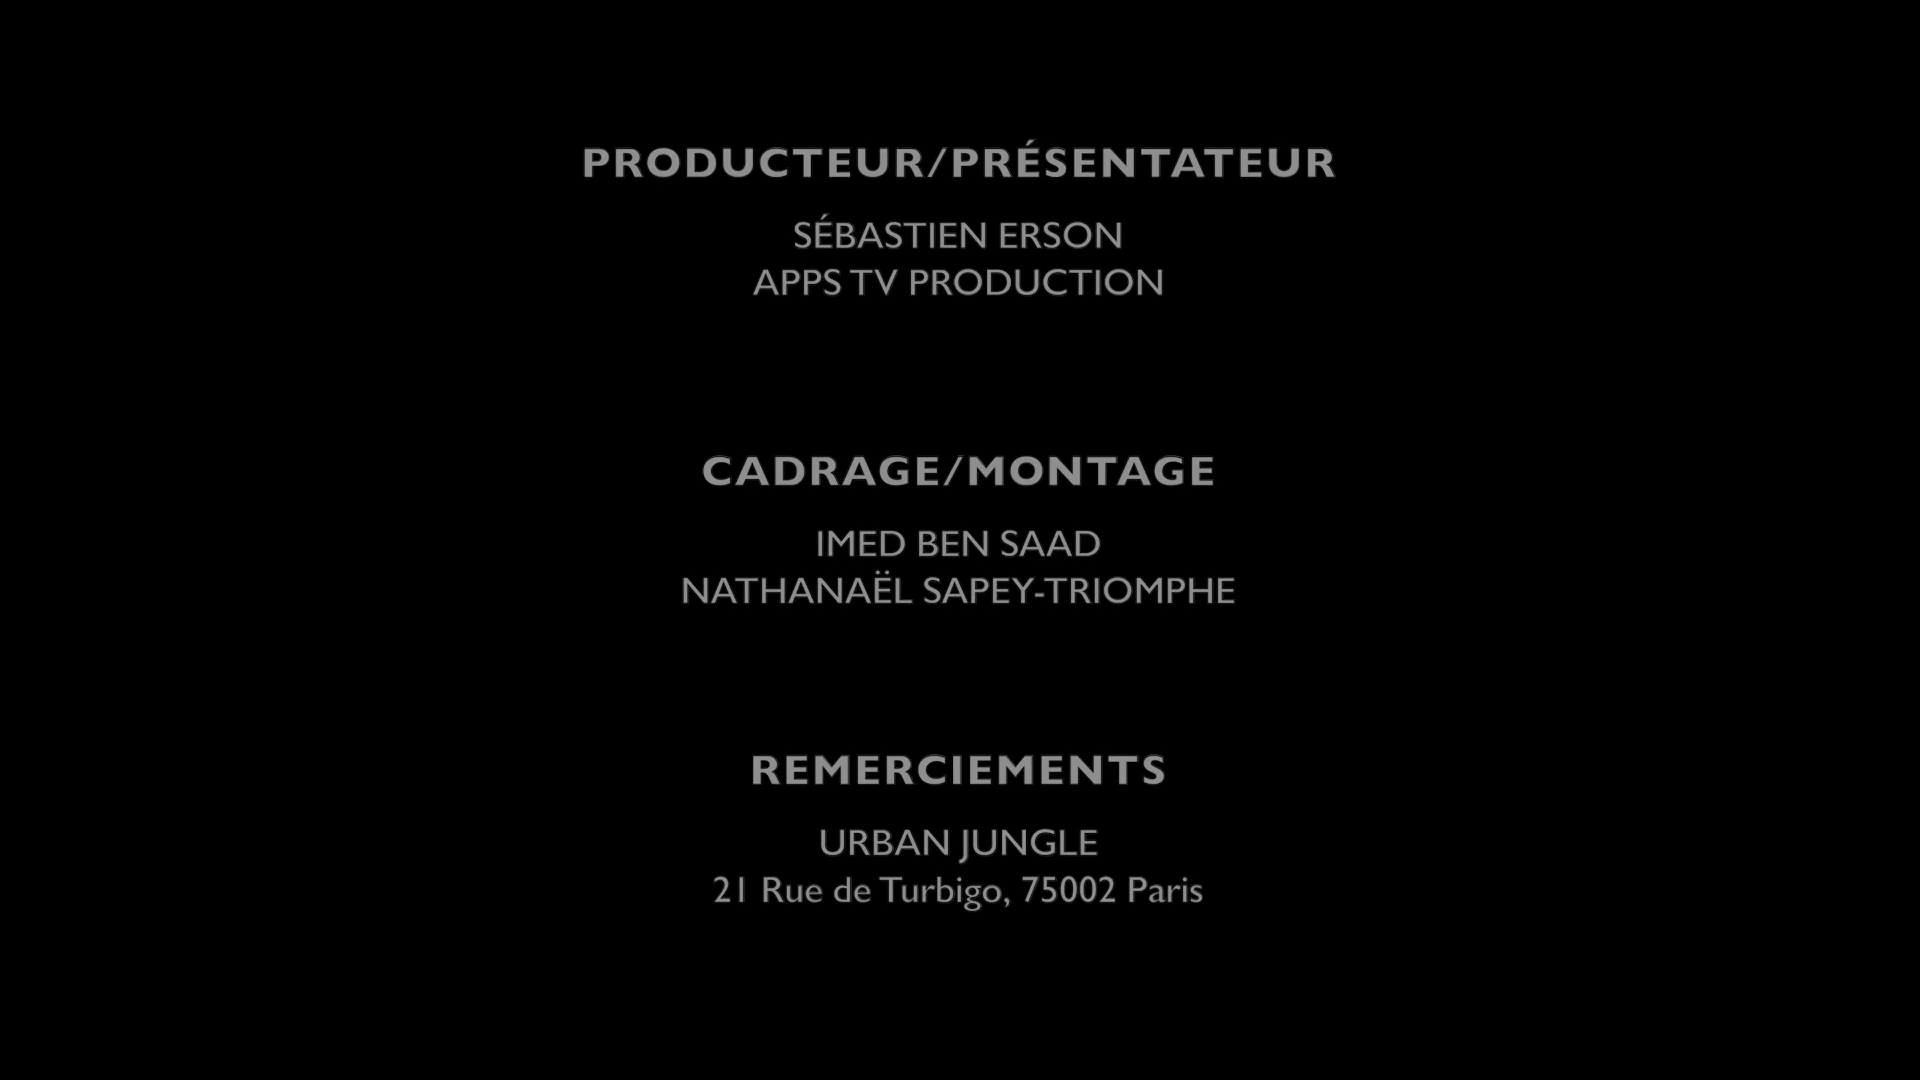 PRODUCTEUR/PRÉSENTATEUR
SÉBASTIEN ERSON
APPS TV PRODUCTION
CADRAGE/MONTAGE
IMED BEN SAAD
NATHANAËL SAPEY-TRIOMPHE
REMERCIEMENTS
URBAN JUNGLE
21 Rue de Turbigo, 75002 Paris